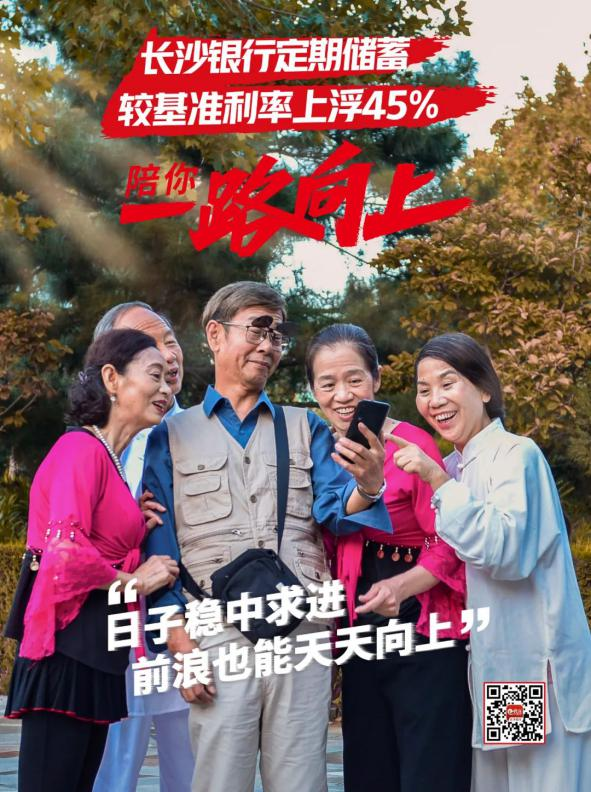 长沙银行定期储蓄
较基准利率上浮45%
陪你
一路向上
“日子稳中求进
前浪也能天天向上”